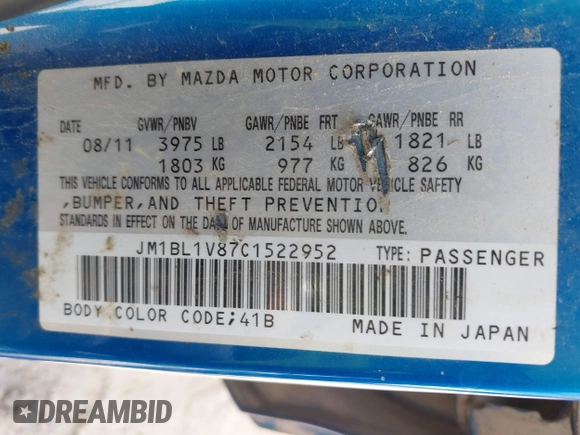 MFD. BY MAZDA MOTOR CORPORATION
DATE GVWR/PNBV GAWR/PNBE FRT GAWR/PNBE RR
08/11 3975 LB 2154 LB 1821 LB
1803 KG 977 KG 826 KG
THIS VEHICLE CONFORMS TO ALL APPLICABLE FEDERAL MOTOR VEHICLE SAFETY
,BUMPER,AND THEFT PREVENTION
STANDARDS IN EFFECT ON THE DATE OF MANUFACTURE SHOWN ABOVE.
JM1BL1V87C1522952 TYPE: PASSENGER
BODY COLOR CODE;41B MADE IN JAPAN
DREAMBID